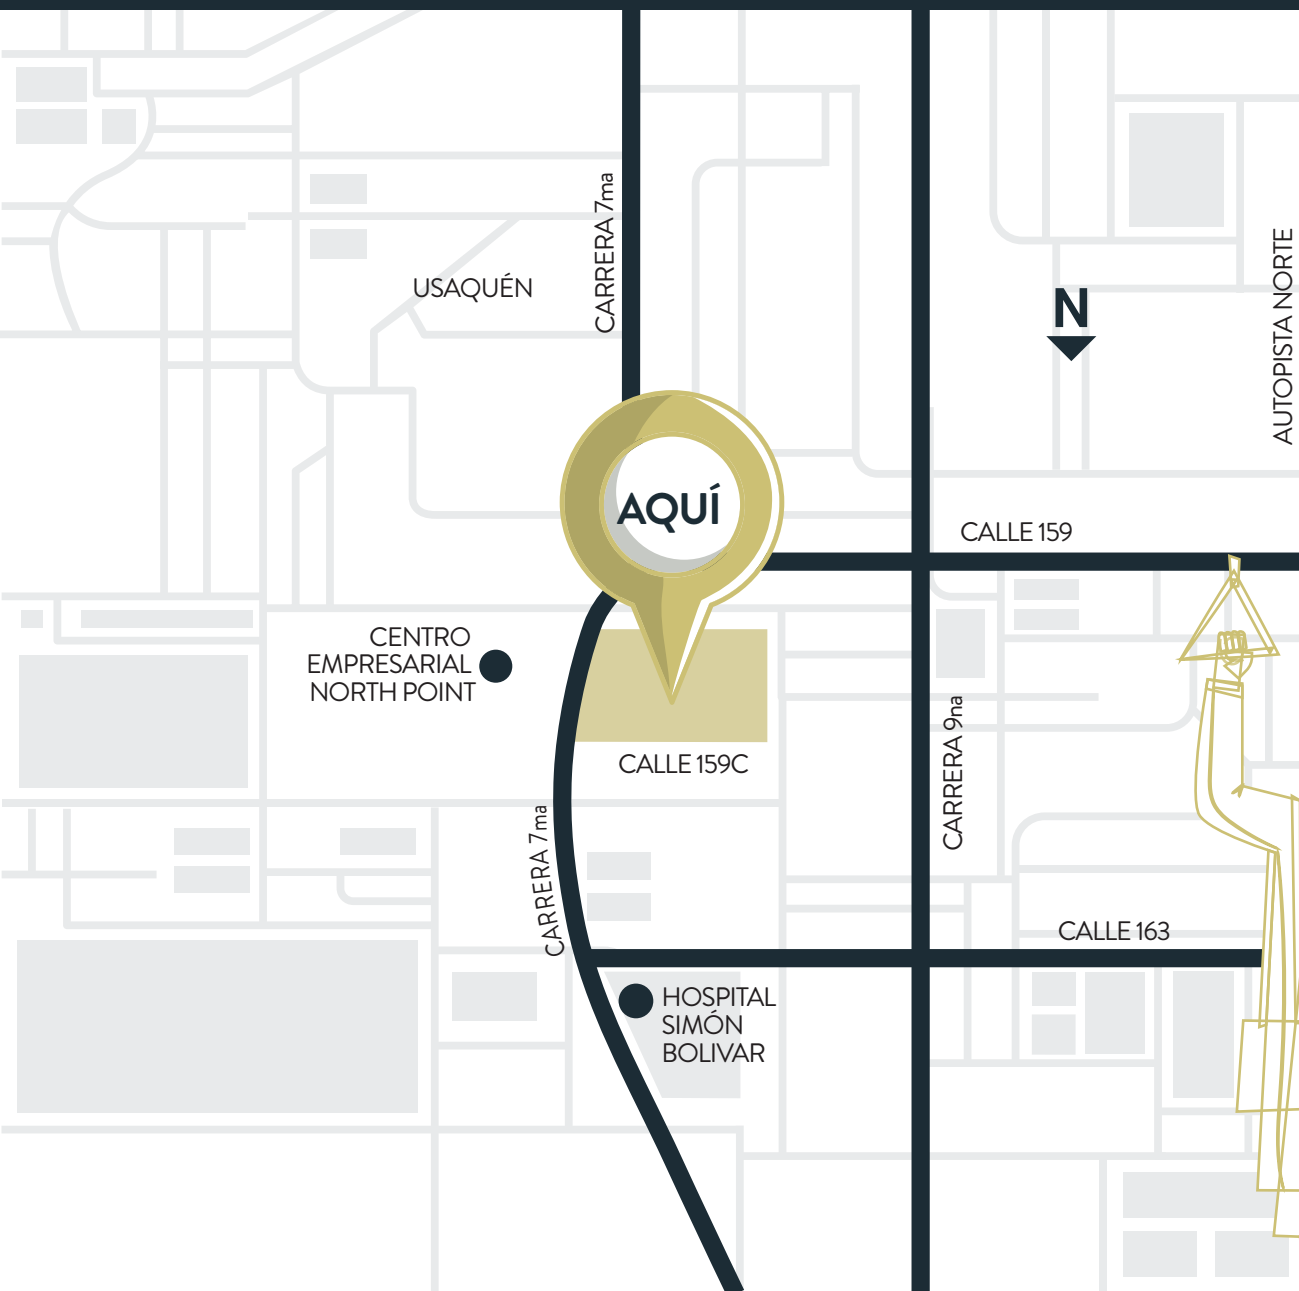 CARRERA 7ma
AUTOPISTA NORTE
USAQUÉN
N
AQUÍ
CALLE 159
CENTRO
EMPRESARIAL
NORTH POINT
CALLE 159C
CARRERA 9na
CARRERA 7ma
CALLE 163
HOSPITAL
SIMÓN
BOLIVAR